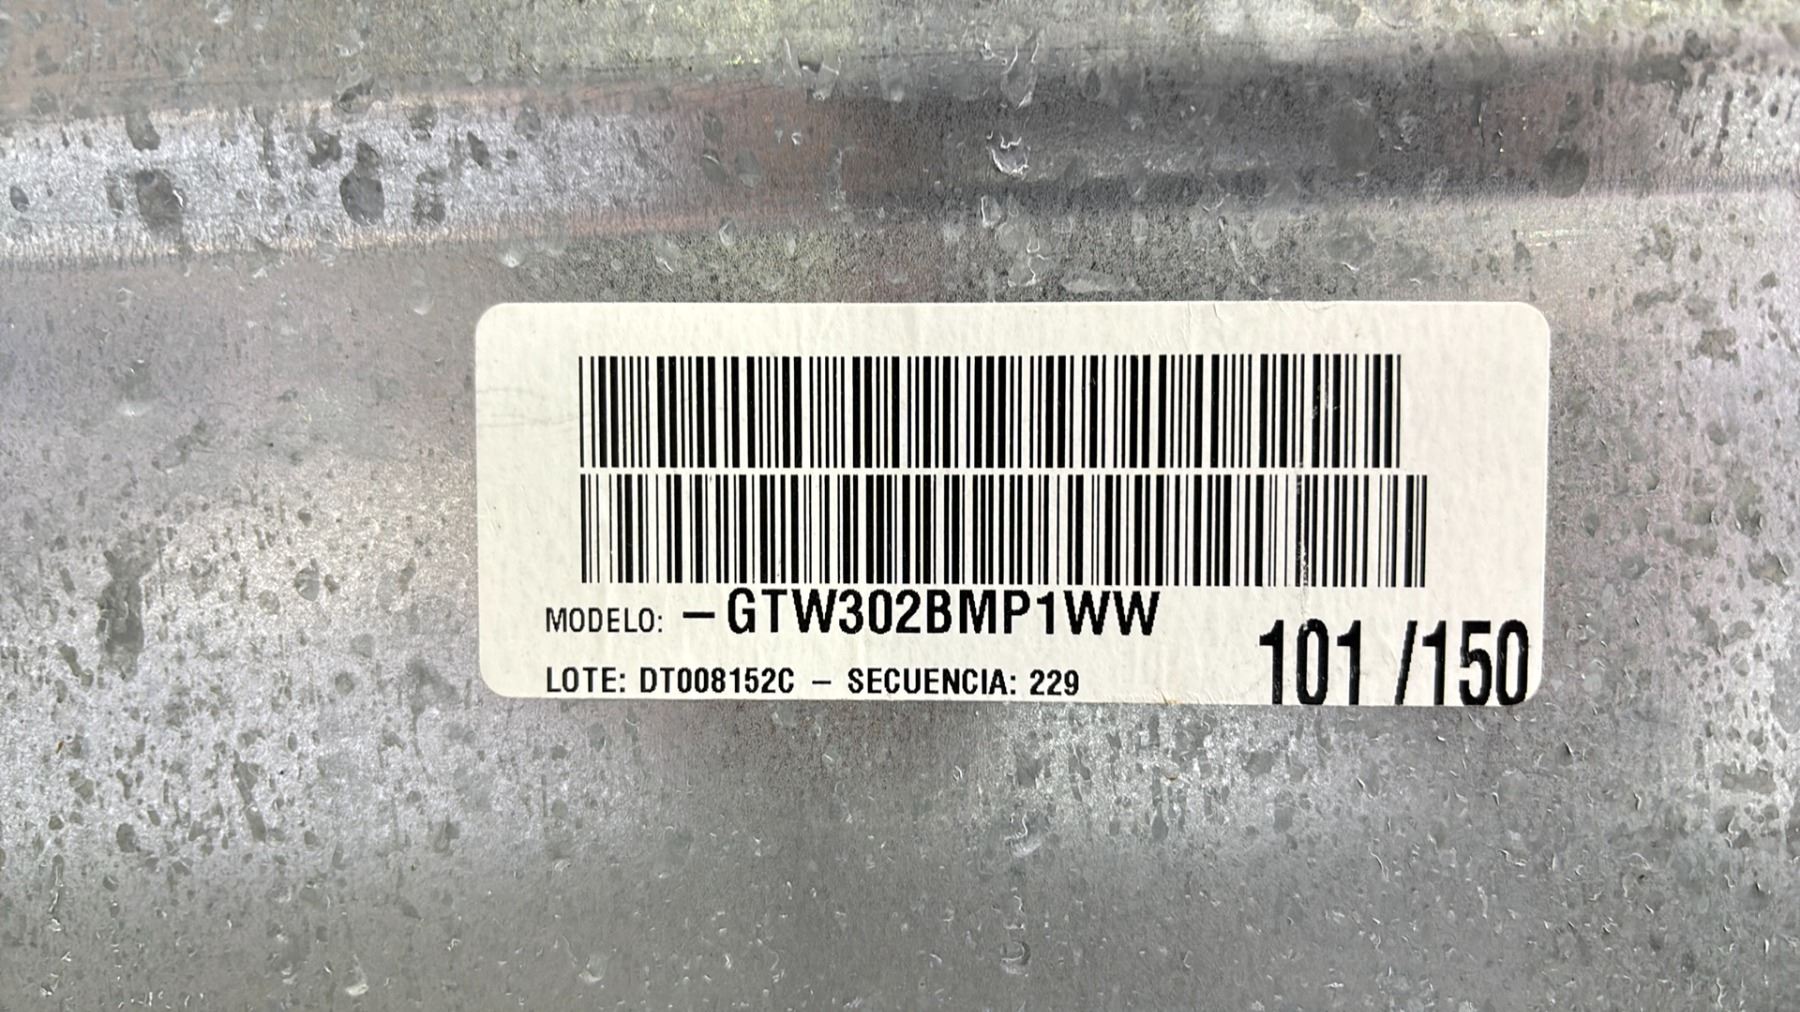 MODELO: -GTW302BMP1WW
LOTE: DT008152C - SECUENCIA: 229
101 /150